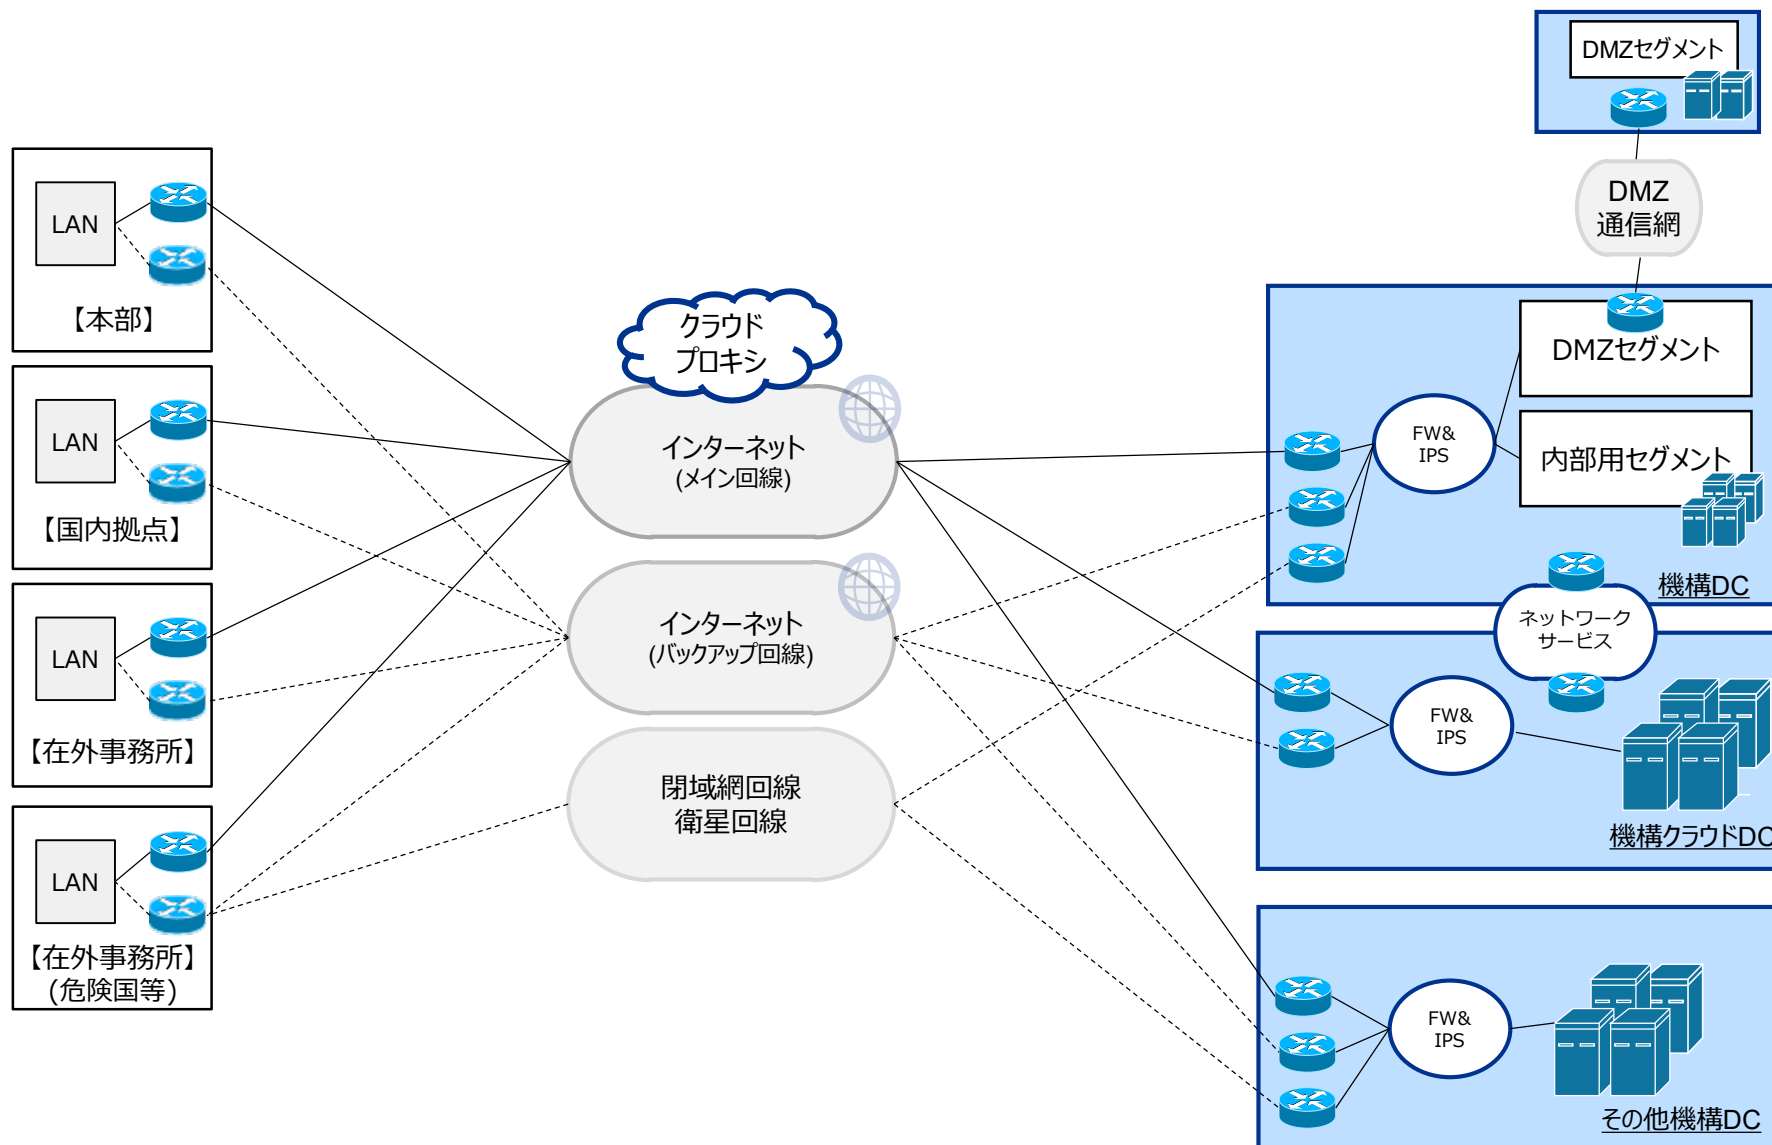 DMZセグメント
DMZ
通信網
LAN
【本部】
LAN
【国内拠点】
LAN
【在外事務所】
LAN
【在外事務所】
(危険国等)
クラウド
プロキシ
インターネット
(メイン回線)
インターネット
(バックアップ回線)
閉域網回線
衛星回線
FW&
IPS
DMZセグメント
内部用セグメント
機構DC
ネットワーク
サービス
FW&
IPS
機構クラウドDC
FW&
IPS
その他機構DC